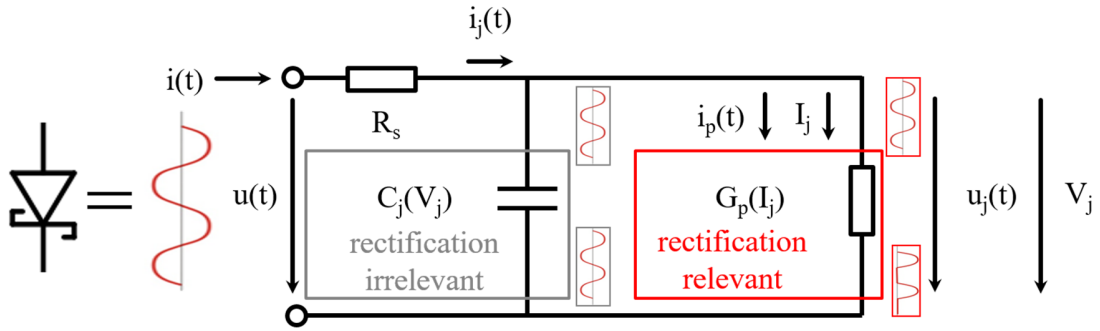 i(t)
i_j(t)
R_s
u(t)
C_j(V_j)
rectification
irrelevant
i_p(t)
I_j
G_p(I_j)
rectification
relevant
u_j(t)
V_j